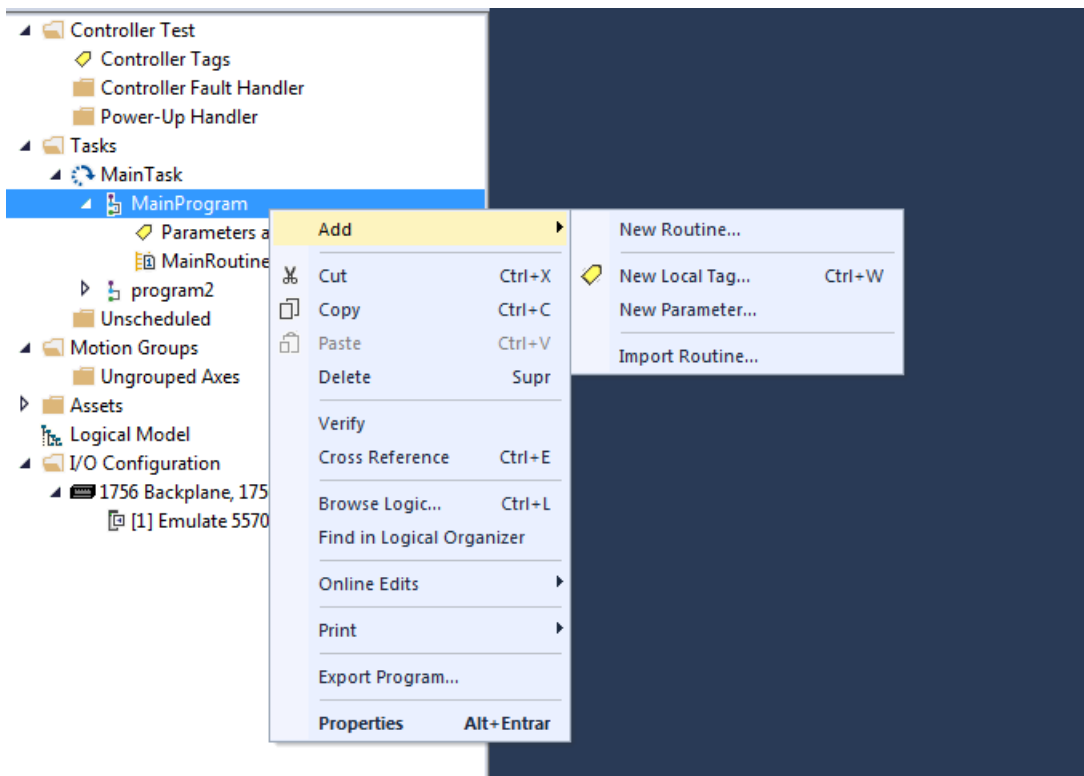 Controller Test
Controller Tags
Controller Fault Handler
Power-Up Handler
Tasks
MainTask
MainProgram
Parameters a
MainRoutine
program2
Unscheduled
Motion Groups
Ungrouped Axes
Assets
Logical Model
I/O Configuration
1756 Backplane, 175
[1] Emulate 5570
Add
Cut Ctrl+X
Copy Ctrl+C
Paste Ctrl+V
Delete Supr
Verify
Cross Reference Ctrl+E
Browse Logic... Ctrl+L
Find in Logical Organizer
Online Edits
Print
Export Program...
Properties Alt+Entrar
New Routine...
New Local Tag... Ctrl+W
New Parameter...
Import Routine...